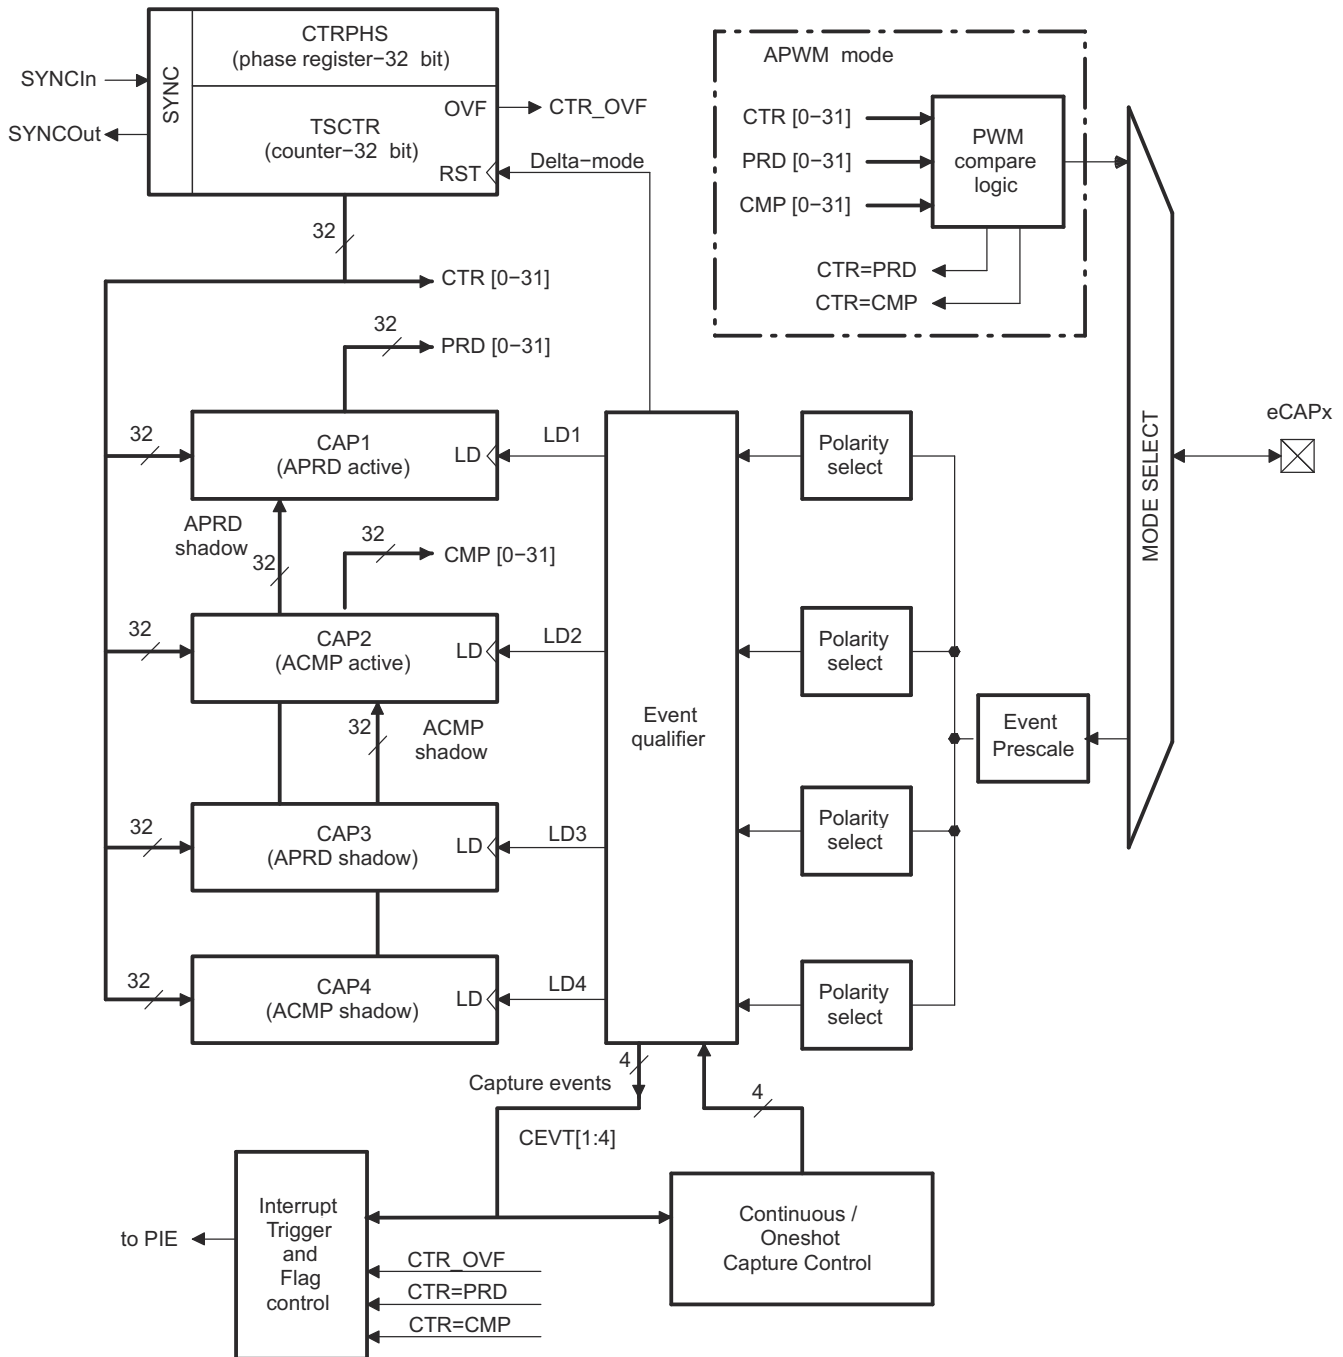 CTRPHS
(phase register−32 bit)
APWM mode
SYNCIn
SYNC
OVF
CTR_OVF
SYNCOut
TSCTR
(counter−32 bit)
RST
Delta−mode
CTR [0−31]
PRD [0−31]
CMP [0−31]
PWM
compare
logic
CTR=PRD
CTR=CMP
32
CTR [0−31]
32
PRD [0−31]
MODE SELECT
eCAPx
32
CAP1
(APRD active)
LD
LD1
Polarity
select
APRD
shadow
32
32
CMP [0−31]
32
CAP2
(ACMP active)
LD
LD2
Polarity
select
32
ACMP
shadow
Event
qualifier
Event
Prescale
32
CAP3
(APRD shadow)
LD
LD3
Polarity
select
32
CAP4
(ACMP shadow)
LD
LD4
Polarity
select
4
Capture events
4
CEVT[1:4]
to PIE
Interrupt
Trigger
and
Flag
control
CTR_OVF
CTR=PRD
CTR=CMP
Continuous /
Oneshot
Capture Control